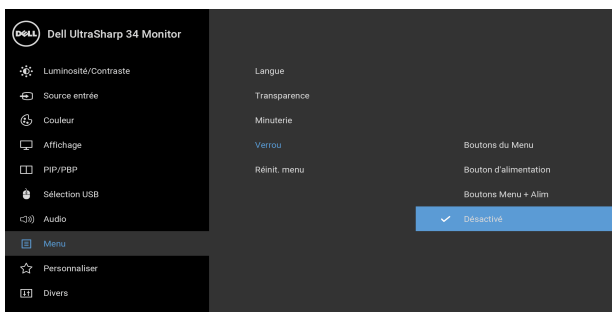 DELL Dell UltraSharp 34 Monitor
Luminosité/Contraste
Source entrée
Couleur
Affichage
PIP/PBP
Sélection USB
Audio
Menu
Personnaliser
Divers
Langue
Transparence
Minuterie
Verrou
Réinit. menu
Boutons du Menu
Bouton d'alimentation
Boutons Menu + Alim
Désactivé